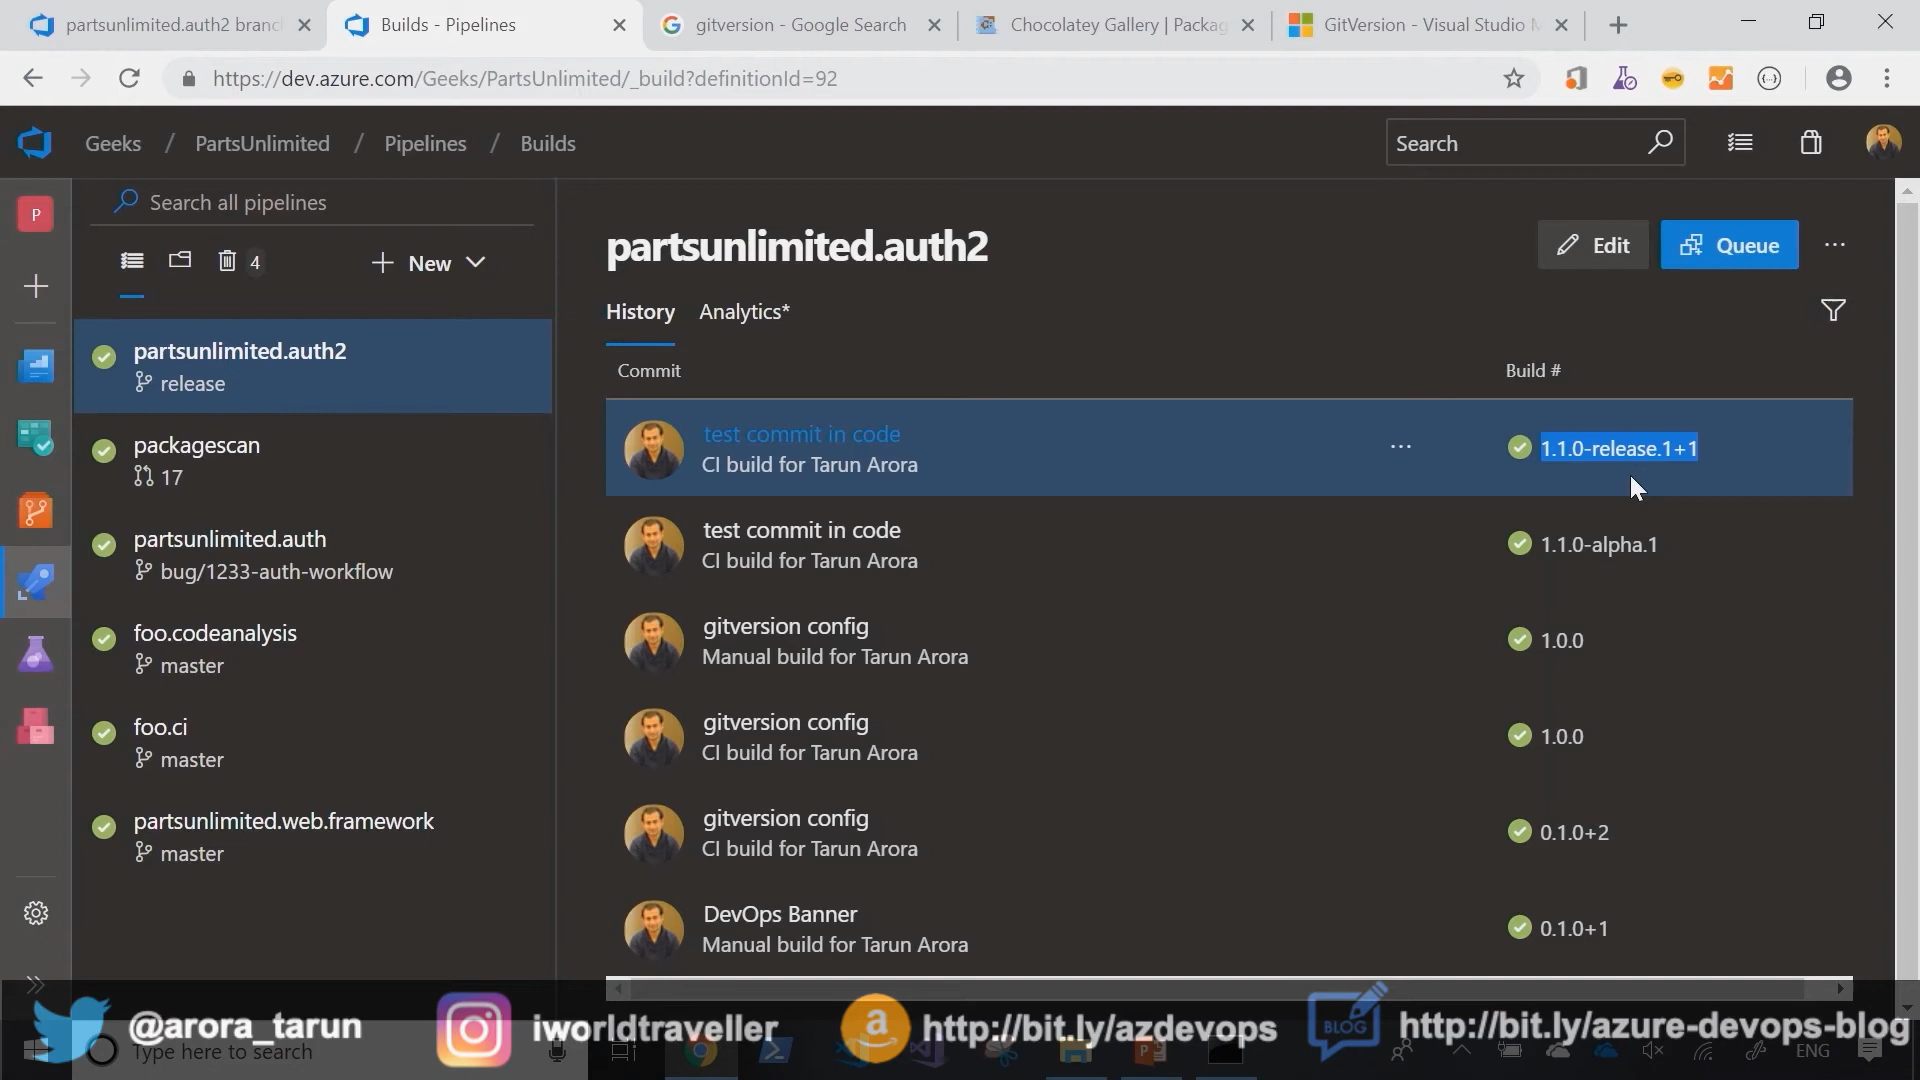 partsunlimited.auth2 branc
Builds - Pipelines
gitversion - Google Search
Chocolatey Gallery | Packag
GitVersion - Visual Studio M
https://dev.azure.com/Geeks/PartsUnlimited/_build?definitionId=92
Geeks / PartsUnlimited / Pipelines / Builds
Search
P
Search all pipelines
4
New
partsunlimited.auth2
release
packagescan
17
partsunlimited.auth
bug/1233-auth-workflow
foo.codeanalysis
master
foo.ci
master
partsunlimited.web.framework
master
partsunlimited.auth2
Edit
Queue
History
Analytics*
Commit
Build #
test commit in code
CI build for Tarun Arora
1.1.0-release.1+1
test commit in code
CI build for Tarun Arora
1.1.0-alpha.1
gitversion config
Manual build for Tarun Arora
1.0.0
gitversion config
CI build for Tarun Arora
1.0.0
gitversion config
CI build for Tarun Arora
0.1.0+2
DevOps Banner
Manual build for Tarun Arora
0.1.0+1
@arora_tarun
iworldtraveller
a
http://bit.ly/azdevops
BLOG
http://bit.ly/azure-devops-blog
Type here to search
ENG